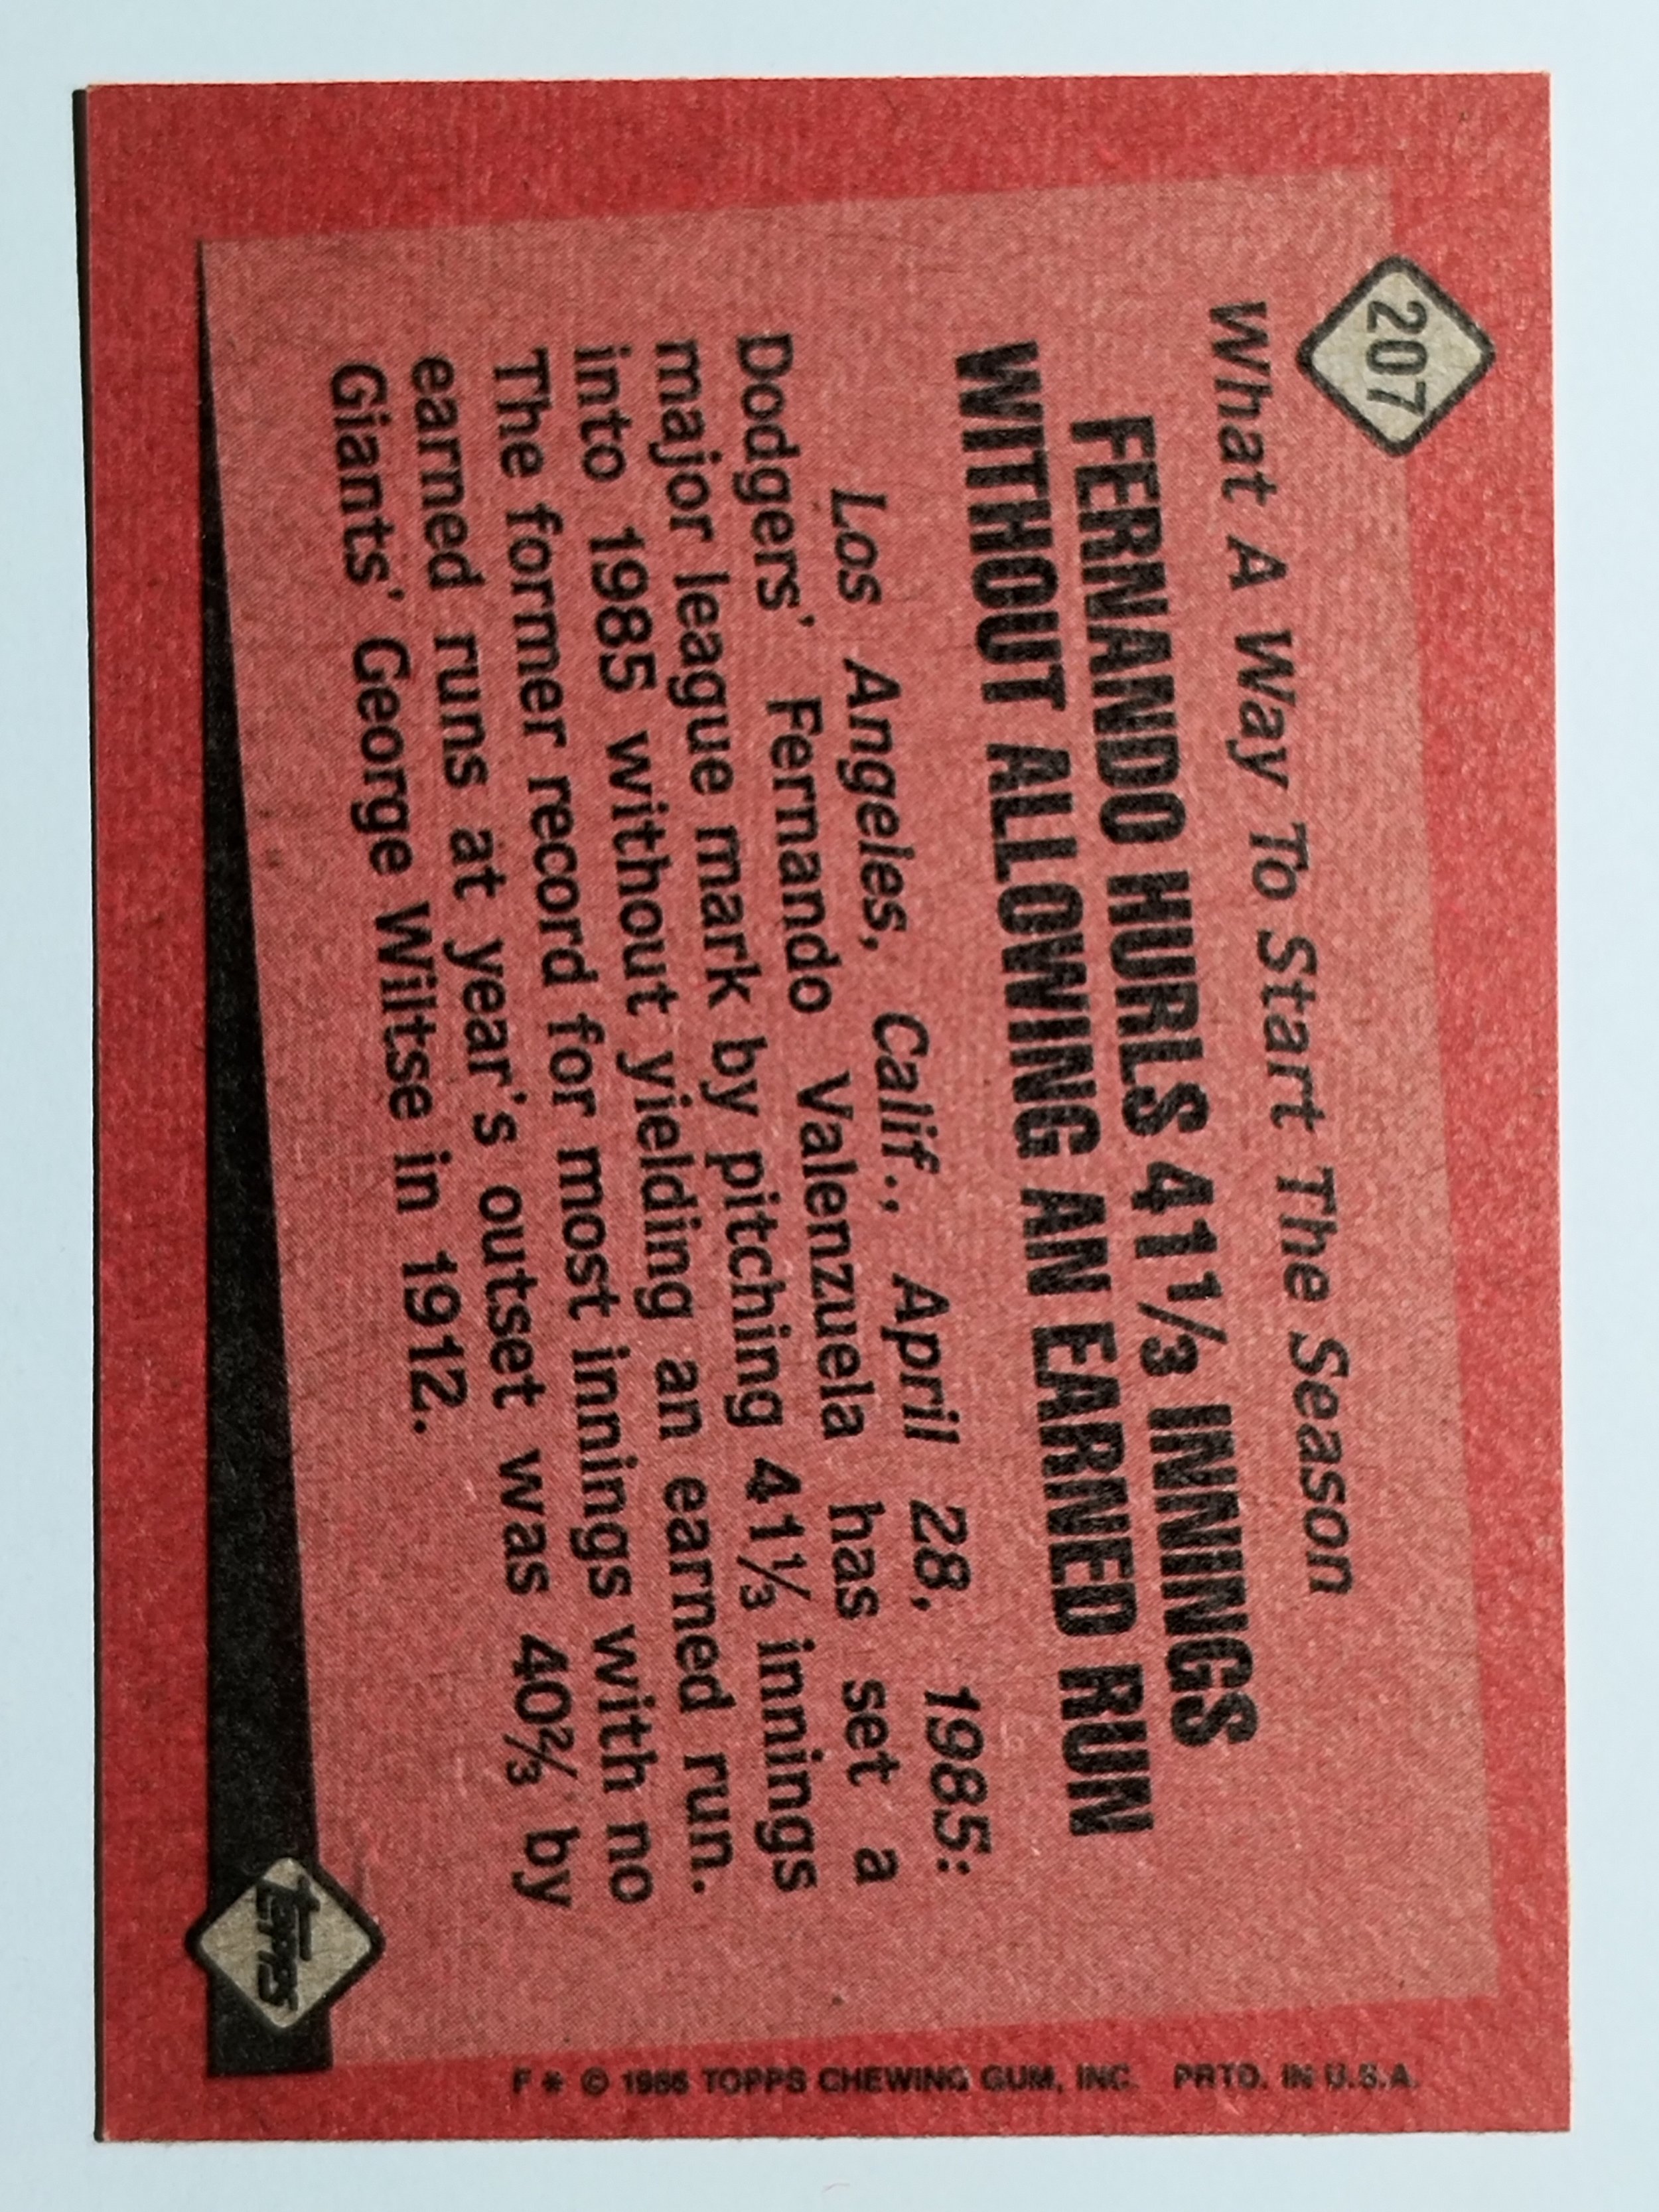 207
What A Way To Start The Season
FERNANDO HURLS 41 1/3 INNINGS
WITHOUT ALLOWING AN EARNED RUN
Los Angeles, Calif., April 28, 1985:
Dodgers' Fernando Valenzuela has set a
major league mark by pitching 41⅓ innings
into 1985 without yielding an earned run.
The former record for most innings with no
earned runs at year's outset was 40⅔ by
Giants' George Wiltse in 1912.
topps
F * © 1986 TOPPS CHEWING GUM, INC. PRTD. IN U.S.A.